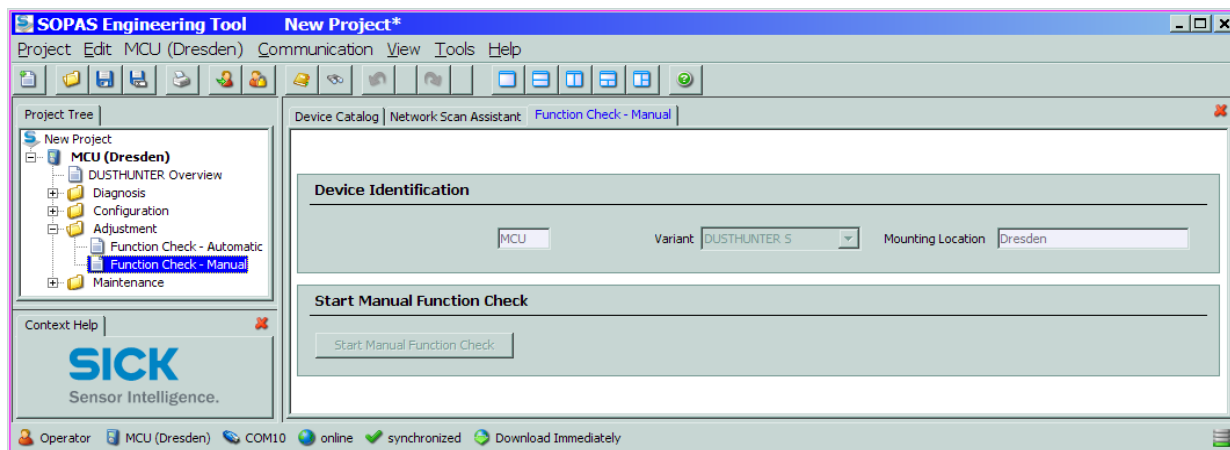 SOPAS Engineering Tool New Project*
Project Edit MCU (Dresden) Communication View Tools Help
Project Tree
New Project
MCU (Dresden)
DUSTHUNTER Overview
Diagnosis
Configuration
Adjustment
Function Check - Automatic
Function Check - Manual
Maintenance
Context Help
SICK
Sensor Intelligence.
Device Catalog Network Scan Assistant Function Check - Manual
Device Identification
MCU Variant DUSTHUNTER S Mounting Location Dresden
Start Manual Function Check
Start Manual Function Check
Operator MCU (Dresden) COM10 online synchronized Download Immediately